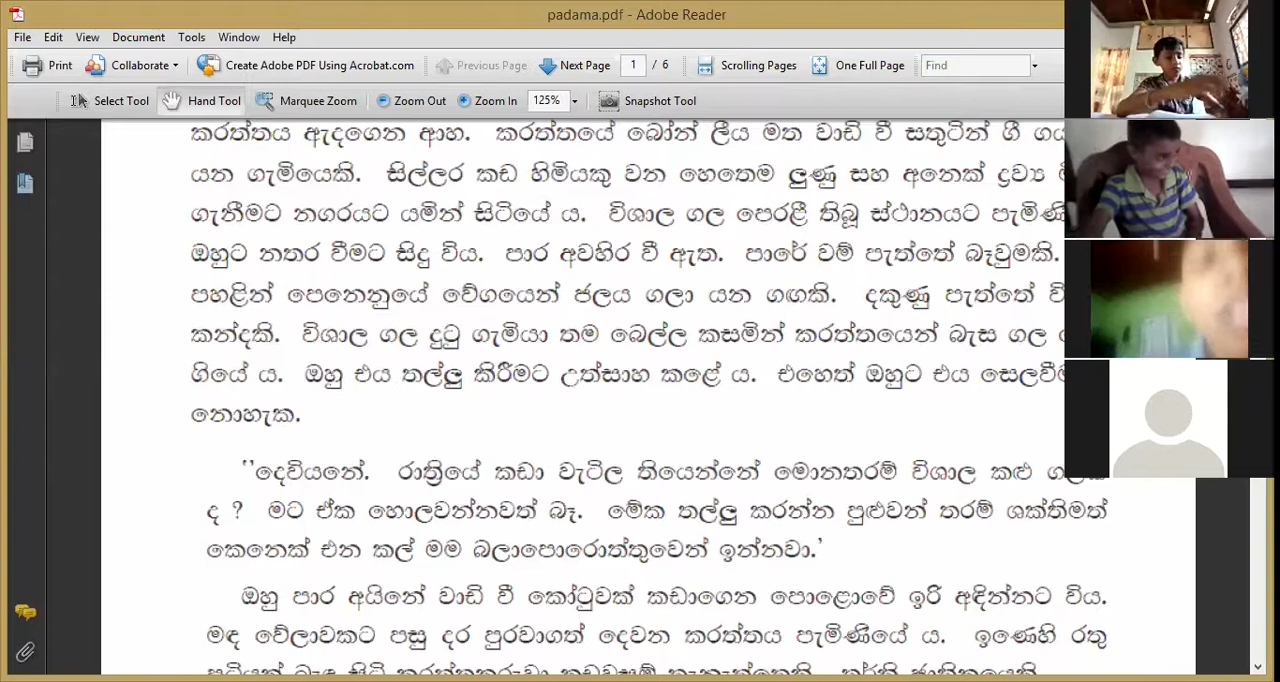 padama.pdf - Adobe Reader
File Edit View Document Tools Window Help
Print Collaborate Create Adobe PDF Using Acrobat.com Previous Page Next Page 1 / 6 Scrolling Pages One Full Page Find
Select Tool Hand Tool Marquee Zoom Zoom Out Zoom In 125% Snapshot Tool
කරත්තය ඇදගෙන ආහ. කරත්තයේ බෝන් ලීය මත වාඩි වී සතුටින් ගී
යන ගැමියෙකි. සිල්ලර කඩ හිමියකු වන හෙතෙම ලුණු සහ අනෙක් ද්‍රව්‍ය
ගැනීමට නගරයට යමින් සිටියේ ය. විශාල ගල පෙරළී තිබූ ස්ථානයට
ඔහුට නතර වීමට සිදු විය. පාර අවහිර වී ඇත. පාරේ වම් පැත්තේ බෑවුමකි.
පහළින් පෙනෙනුයේ වේගයෙන් ජලය ගලා යන ගඟකි. දකුණු පැත්තේ
කන්දකි. විශාල ගල දුටු ගැමියා තම බෙල්ල කසමින් කරත්තයෙන් බැස ගල
ගියේ ය. ඔහු එය තල්ලු කිරීමට උත්සාහ කළේ ය. එහෙත් ඔහුට එය
නොහැක.
''දෙවියනේ. රාත්‍රියේ කඩා වැටිල තියෙන්නේ මොනතරම් විශාල කළු
ද ? මට ඒක හොලවන්නවත් බෑ. මේක තල්ලු කරන්න පුළුවන් තරම් ශක්තිමත්
කෙනෙක් එන කල් මම බලාපොරොත්තුවෙන් ඉන්නවා.'
ඔහු පාර අයිනේ වාඩි වී කෝටුවක් කඩාගෙන පොළොවේ ඉරි අඳින්නට විය.
මඳ වේලාවකට පසු දර පුරවාගත් දෙවන කරත්තය පැමිණියේ ය. ඉණෙහි රතු